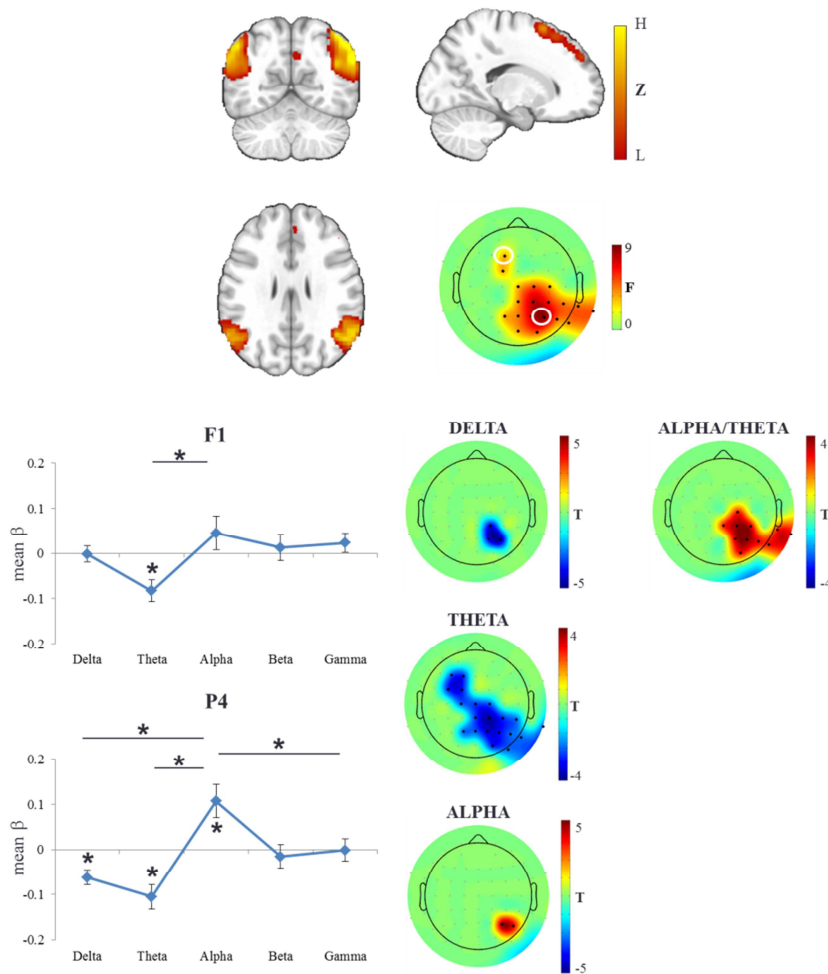 H
Z
L
9
F
0
F1
*
0.2
0.1
0
-0.1
-0.2
mean β
*
Delta Theta Alpha Beta Gamma
P4
*
*
*
0.2
0.1
0
-0.1
-0.2
mean β
*
*
*
Delta Theta Alpha Beta Gamma
DELTA
5
T
-5
ALPHA/THETA
4
T
-4
THETA
4
T
-4
ALPHA
5
T
-5